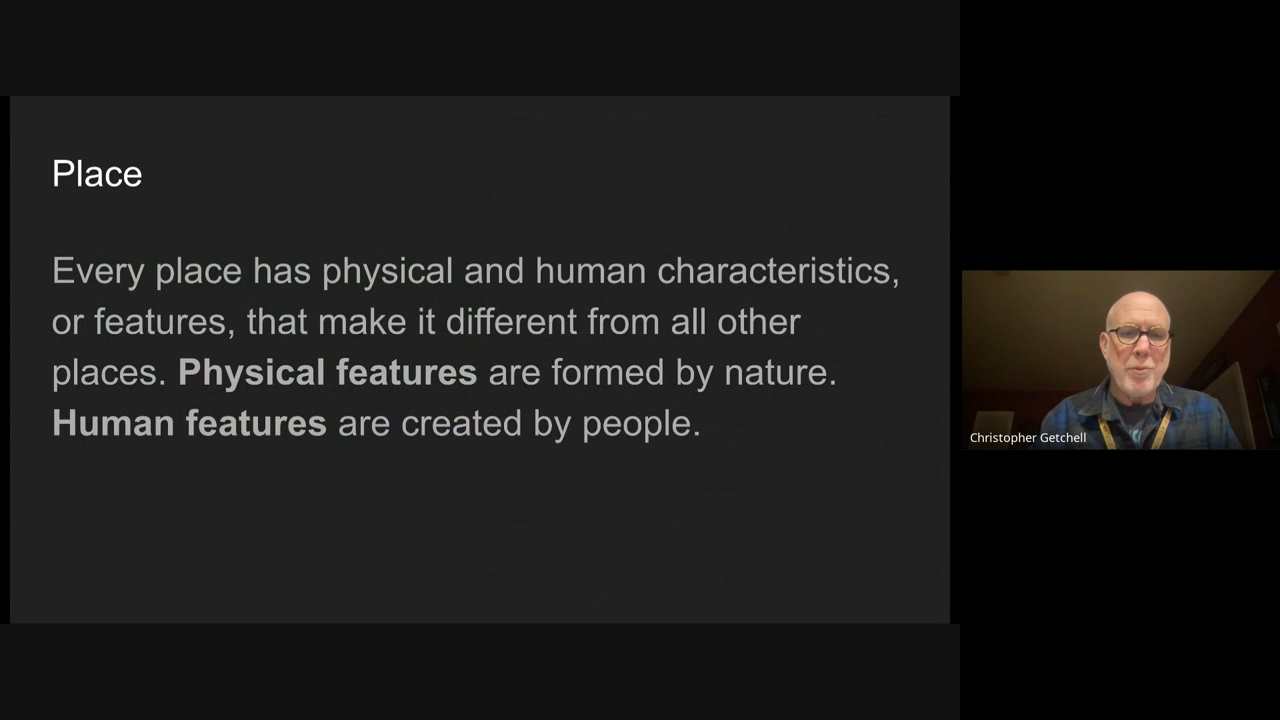 Place
Every place has physical and human characteristics,
or features, that make it different from all other
places. Physical features are formed by nature.
Human features are created by people.
Christopher Getchell